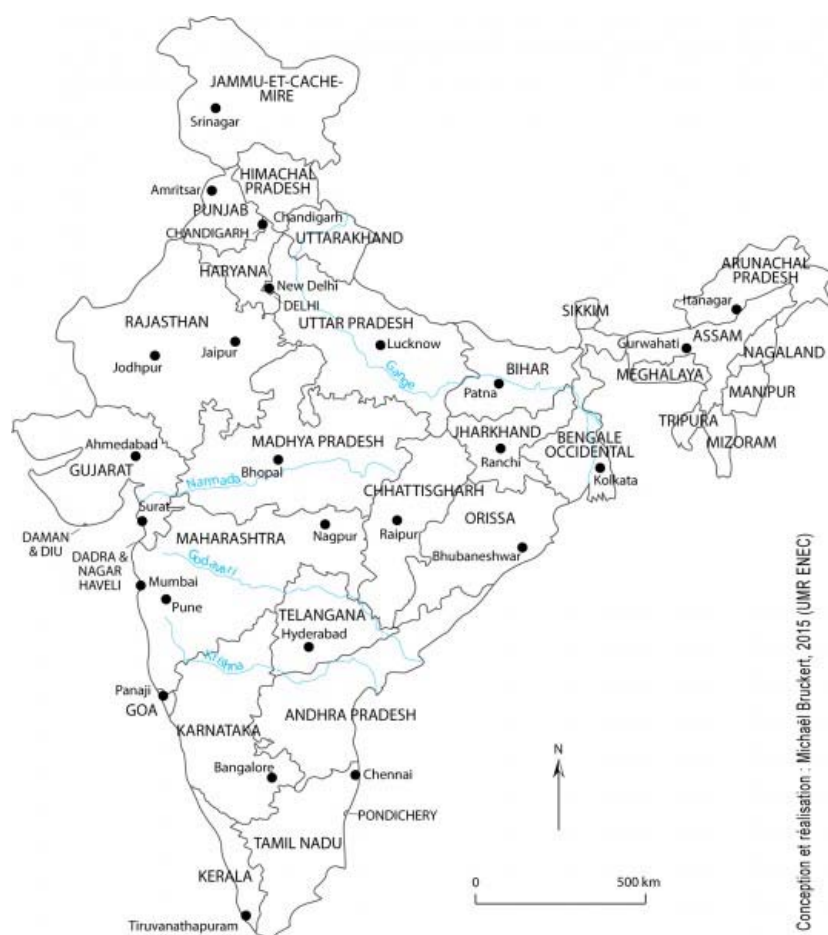 JAMMU-ET-CACHE-
MIRE
Srinagar
HIMACHAL
PRADESH
Amritsar
PUNJAB
Chandigarh
CHANDIGARH
UTTARAKHAND
HARYANA
New Delhi
DELHI
ARUNACHAL
PRADESH
Itanagar
RAJASTHAN
UTTAR PRADESH
SIKKIM
ASSAM
Jaipur
Lucknow
Gurwahati
NAGALAND
Jodhpur
Gange
BIHAR
MEGHALAYA
Patna
MANIPUR
TRIPURA
MIZORAM
Ahmedabad
GUJARAT
MADHYA PRADESH
Bhopal
JHARKHAND
Ranchi
BENGALE
OCCIDENTAL
Kolkata
Narmada
CHHATTISGHARH
Surat
DAMAN
& DIU
MAHARASHTRA
Nagpur
Raipur
ORISSA
Bhubaneshwar
DADRA &
NAGAR
HAVELI
Mumbai
Pune
Godavari
TELANGANA
Hyderabad
Krishna
Panaji
GOA
KARNATAKA
ANDHRA PRADESH
Bangalore
Chennai
PONDICHERY
TAMIL NADU
KERALA
Tiruvanathapuram
N
0
500 km
Conception et réalisation : Michaël Bruckert, 2015 (UMR ENEC)